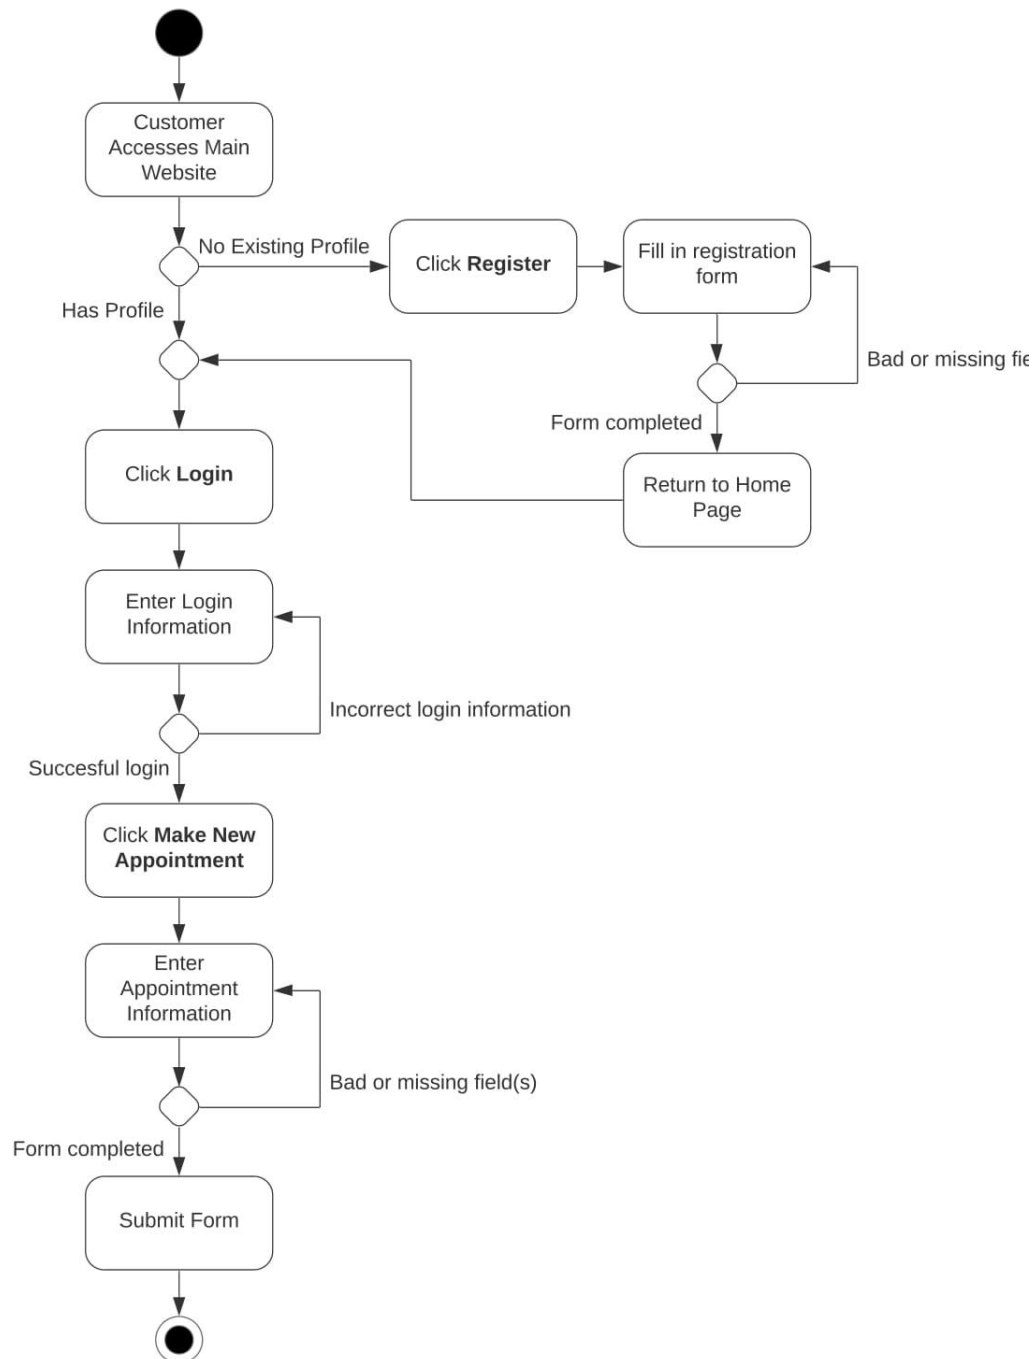 Customer
Accesses Main
Website
No Existing Profile
Click Register
Fill in registration
form
Has Profile
Bad or missing
Form completed
Return to Home
Page
Click Login
Enter Login
Information
Incorrect login information
Succesful login
Click Make New
Appointment
Enter
Appointment
Information
Bad or missing field(s)
Form completed
Submit Form